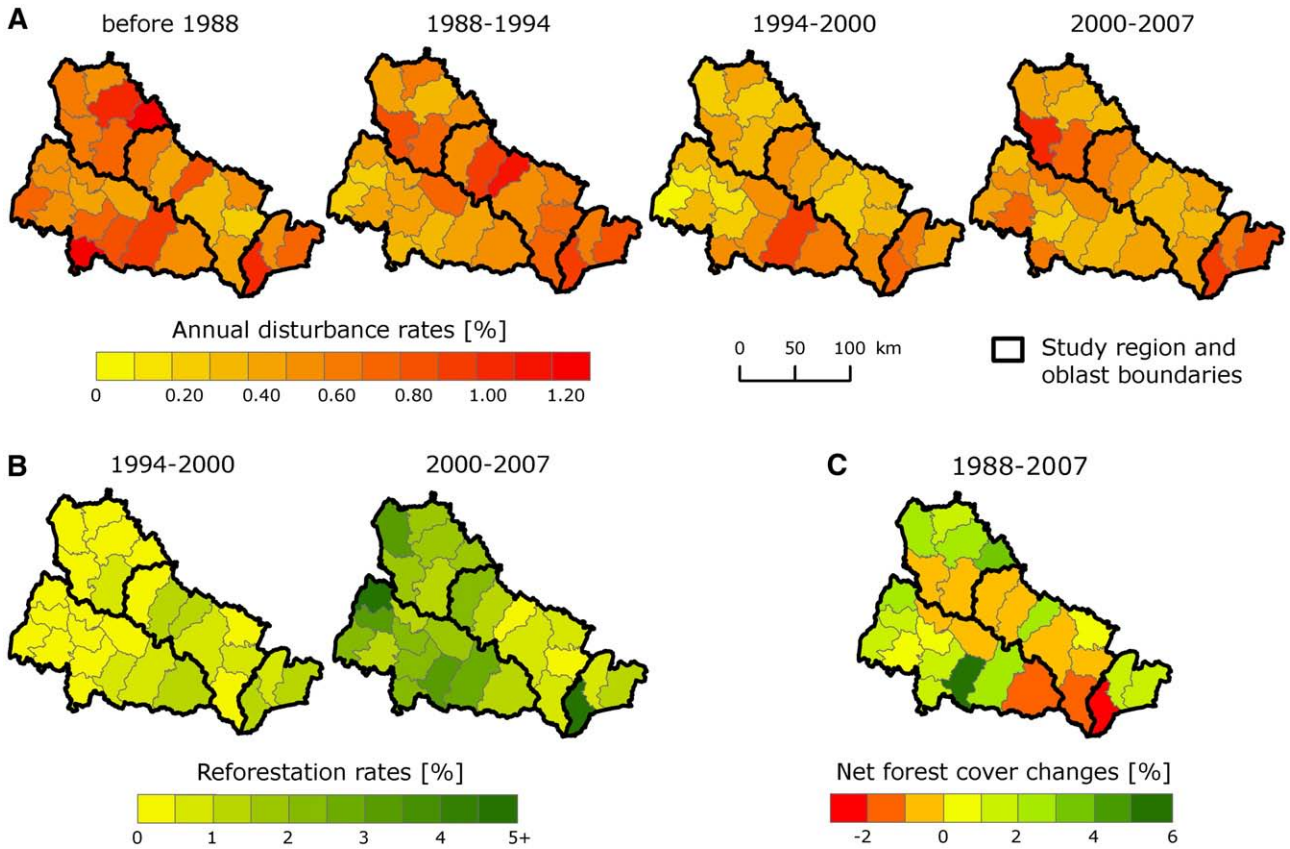 A
before 1988
1988-1994
1994-2000
2000-2007
Annual disturbance rates [%]
0 0.20 0.40 0.60 0.80 1.00 1.20
0 50 100 km
Study region and
oblast boundaries
B
1994-2000
2000-2007
C
1988-2007
Reforestation rates [%]
0 1 2 3 4 5+
Net forest cover changes [%]
-2 0 2 4 6